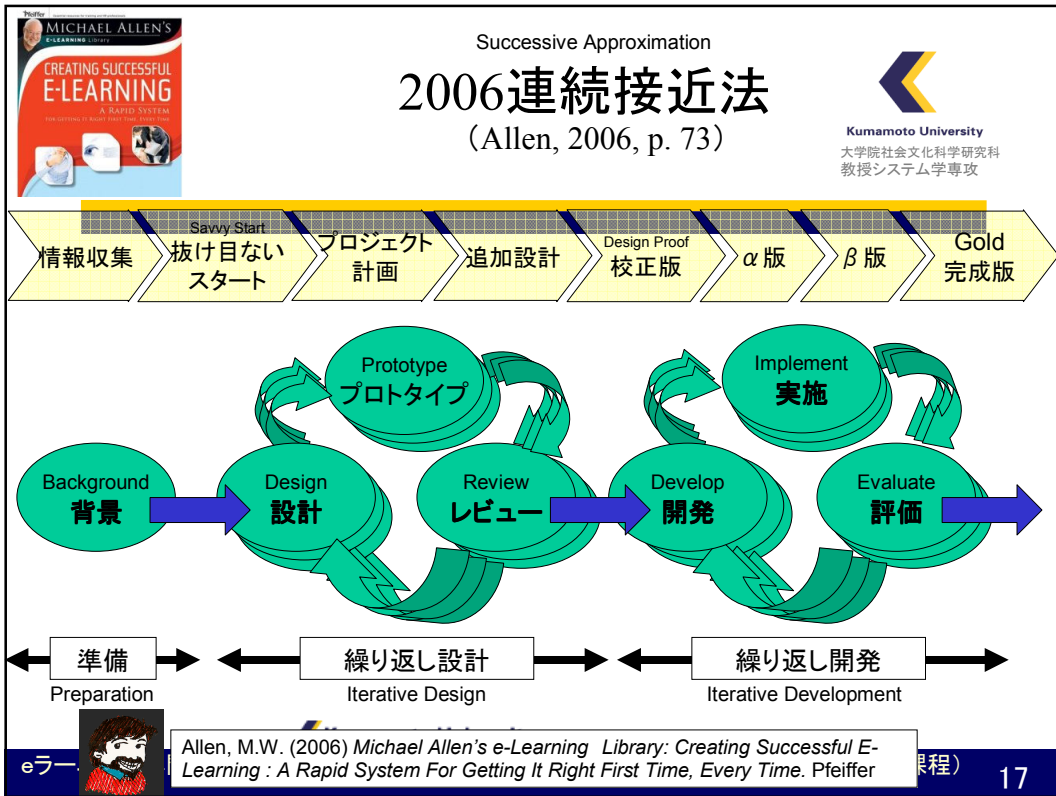 Pfeiffer
MICHAEL ALLEN'S
E-LEARNING Library
CREATING SUCCESSFUL
E-LEARNING
A RAPID SYSTEM
FOR GETTING IT RIGHT FIRST TIME, EVERY TIME
Successive Approximation
2006連続接近法
（Allen, 2006, p. 73）
Kumamoto University
大学院社会文化科学研究科
教授システム学専攻
情報収集
Savvy Start
抜け目ない
スタート
プロジェクト
計画
追加設計
Design Proof
校正版
α版
β版
Gold
完成版
Prototype
プロトタイプ
Implement
実施
Background
背景
Design
設計
Review
レビュー
Develop
開発
Evaluate
評価
準備
繰り返し設計
繰り返し開発
Preparation
Iterative Design
Iterative Development
Allen, M.W. (2006) Michael Allen's e-Learning Library: Creating Successful E-
Learning : A Rapid System For Getting It Right First Time, Every Time. Pfeiffer
eラー
課程）
17